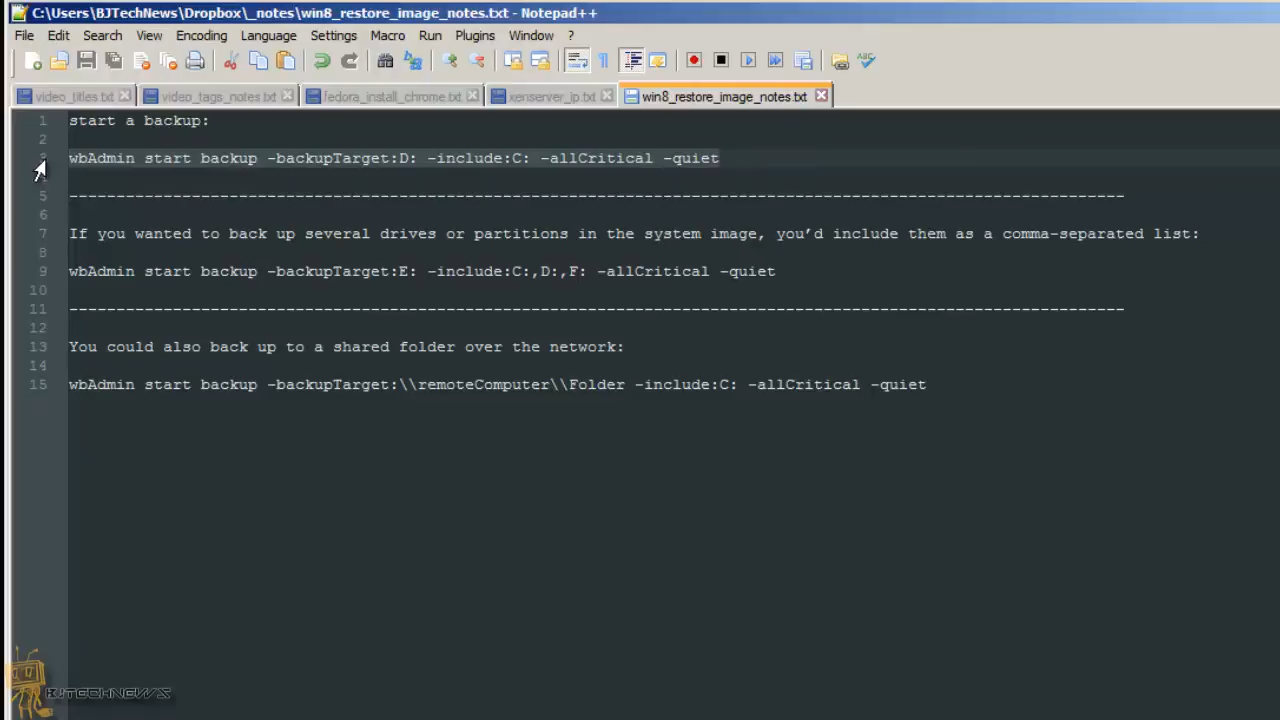 C:\Users\BJTechNews\Dropbox\_notes\win8_restore_image_notes.txt - Notepad++
File Edit Search View Encoding Language Settings Macro Run Plugins Window ?
video_titles.txt video_tags_notes.txt fedora_install_chrome.txt xenserver_ip.txt win8_restore_image_notes.txt
1 start a backup:
2
3 wbAdmin start backup -backupTarget:D: -include:C: -allCritical -quiet
4
5 ----------------------------------------------------------------------------------------------------------------
6
7 If you wanted to back up several drives or partitions in the system image, you’d include them as a comma-separated list:
8
9 wbAdmin start backup -backupTarget:E: -include:C:,D:,F: -allCritical -quiet
10
11 ----------------------------------------------------------------------------------------------------------------
12
13 You could also back up to a shared folder over the network:
14
15 wbAdmin start backup -backupTarget:\\remoteComputer\\Folder -include:C: -allCritical -quiet
BJTECHNEWS